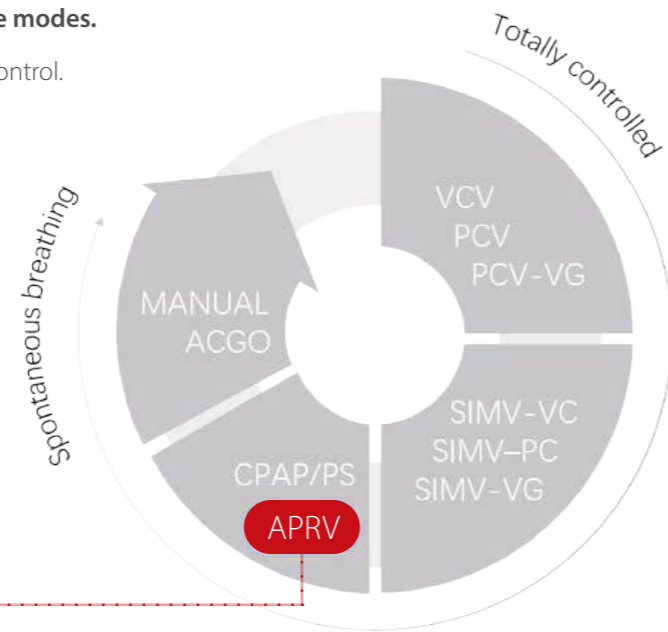 e modes.
ontrol.
Totally controlled
VCV
PCV
PCV-VG
SIMV-VC
SIMV–PC
SIMV-VG
CPAP/PS
APRV
MANUAL
ACGO
Spontaneous breathing